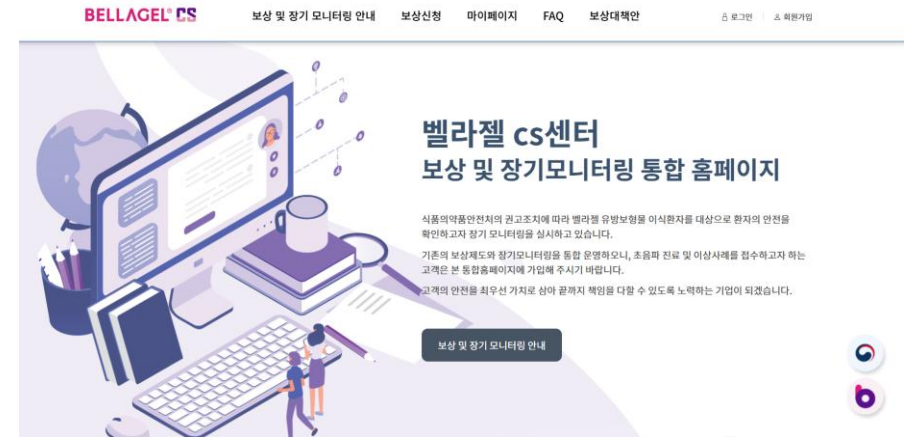 BELLAGEL® CS
보상 및 장기 모니터링 안내
보상신청
마이페이지
FAQ
보상대책안
로그인
회원가입
벨라젤 cs센터
보상 및 장기모니터링 통합 홈페이지
식품의약품안전처의 권고조치에 따라 벨라젤 유방보형물 이식환자를 대상으로 환자의 안전을
확인하고자 장기 모니터링을 실시하고 있습니다.
기존의 보상제도와 장기모니터링을 통합 운영하오니, 초음파 진료 및 이상사례를 접수하고자 하는
고객은 본 통합홈페이지에 가입해 주시기 바랍니다.
고객의 안전을 최우선 가치로 삼아 끝까지 책임을 다할 수 있도록 노력하는 기업이 되겠습니다.
보상 및 장기 모니터링 안내